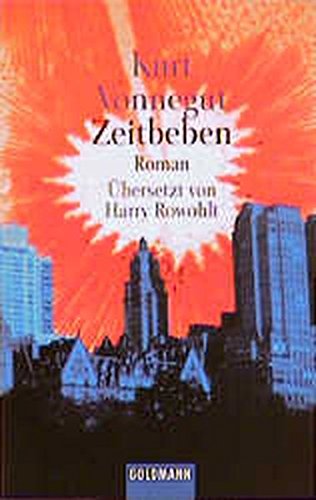 Kurt
Vonnegut
Zeitbeben
Roman
Übersetzt von
Harry Rowohlt
GOLDMANN